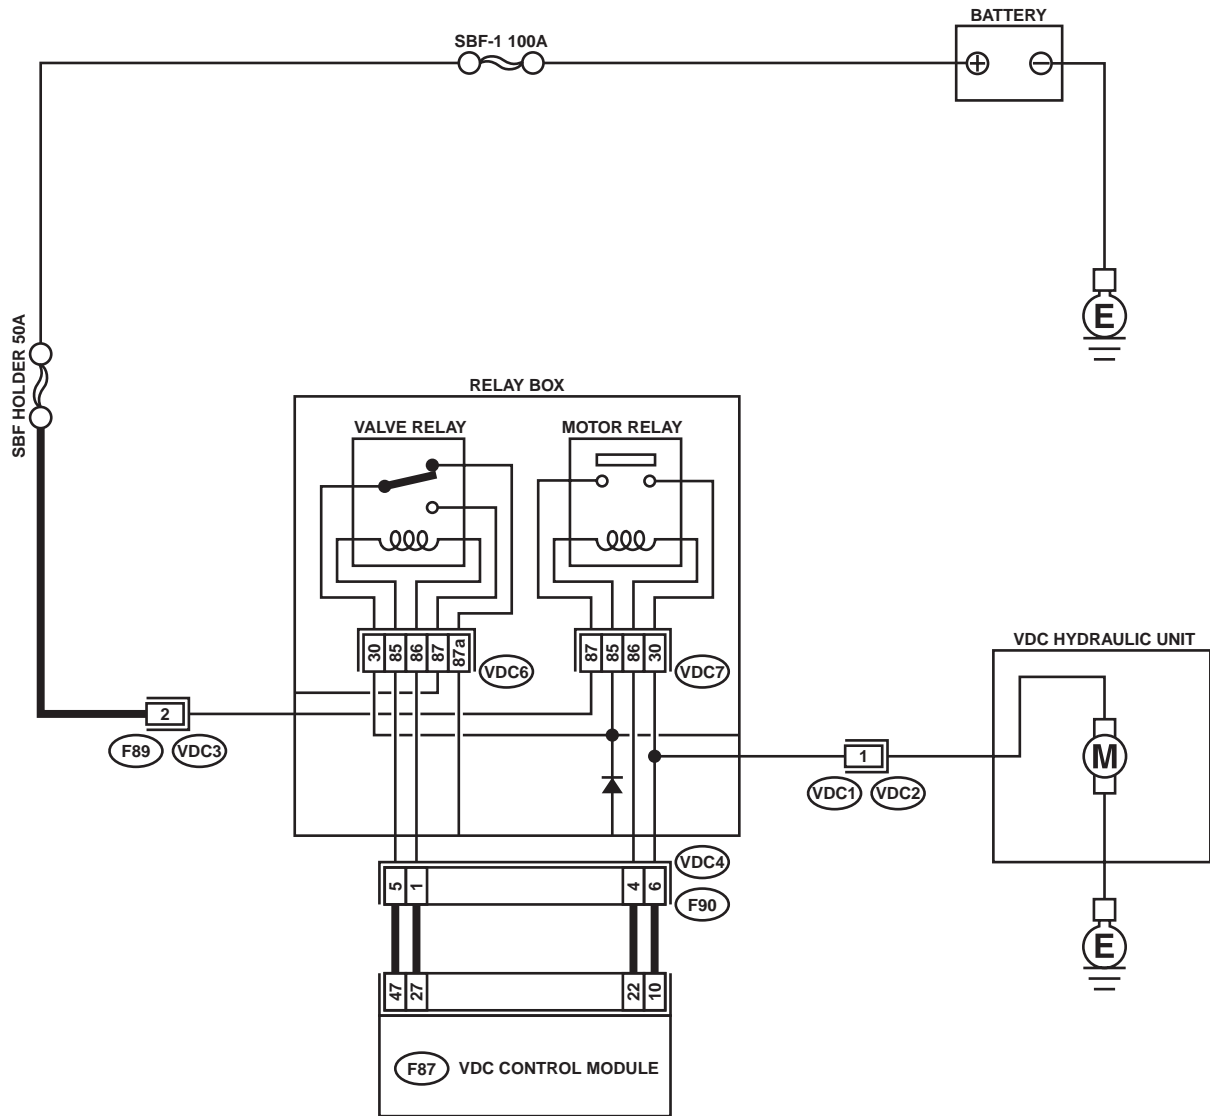 BATTERY
SBF-1 100A
E
SBF HOLDER 50A
RELAY BOX
VALVE RELAY
MOTOR RELAY
30 85 86 87 87a
VDC6
87 85 86 30
VDC7
VDC HYDRAULIC UNIT
2
F89 VDC3
M
1
VDC1 VDC2
VDC4
5 1 4 6
F90
E
47 27 22 10
F87 VDC CONTROL MODULE